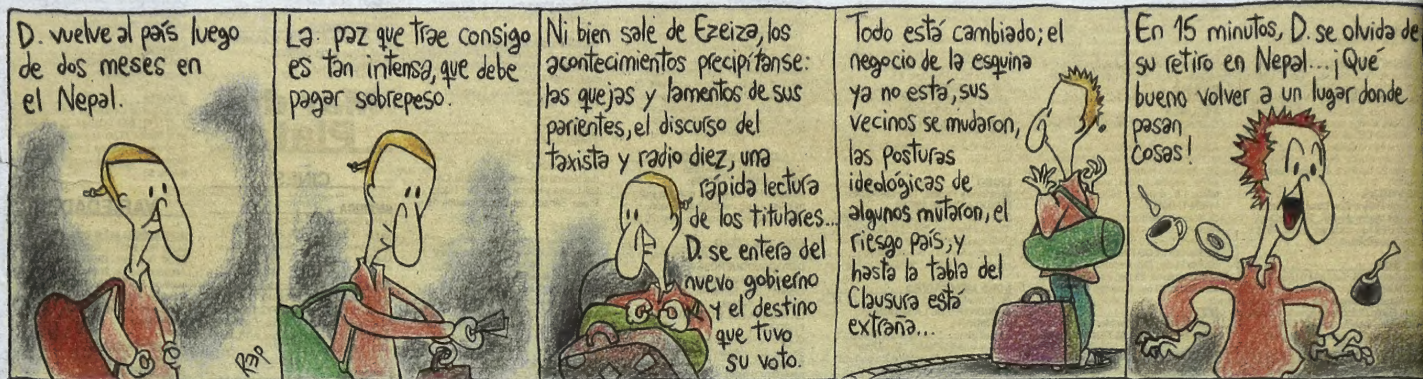 D. vuelve al país luego
de dos meses en
el Nepal.
Rep
La paz que trae consigo
es tan intensa, que debe
pagar sobrepeso.
Ni bien sale de Ezeiza, los
acontecimientos precipítanse:
las quejas y lamentos de sus
parientes, el discurso del
taxista y radio diez, una
rápida lectura
de los titulares...
D. se entera del
nuevo gobierno
y el destino
que tuvo
su voto.
Todo está cambiado; el
negocio de la esquina
ya no está, sus
vecinos se mudaron,
las posturas
ideológicas de
algunos mutaron, el
riesgo país, y
hasta la tabla del
Clausura está
extraña...
En 15 minutos, D. se olvida de
su retiro en Nepal... ¡Qué
bueno volver a un lugar donde
pasan
cosas!